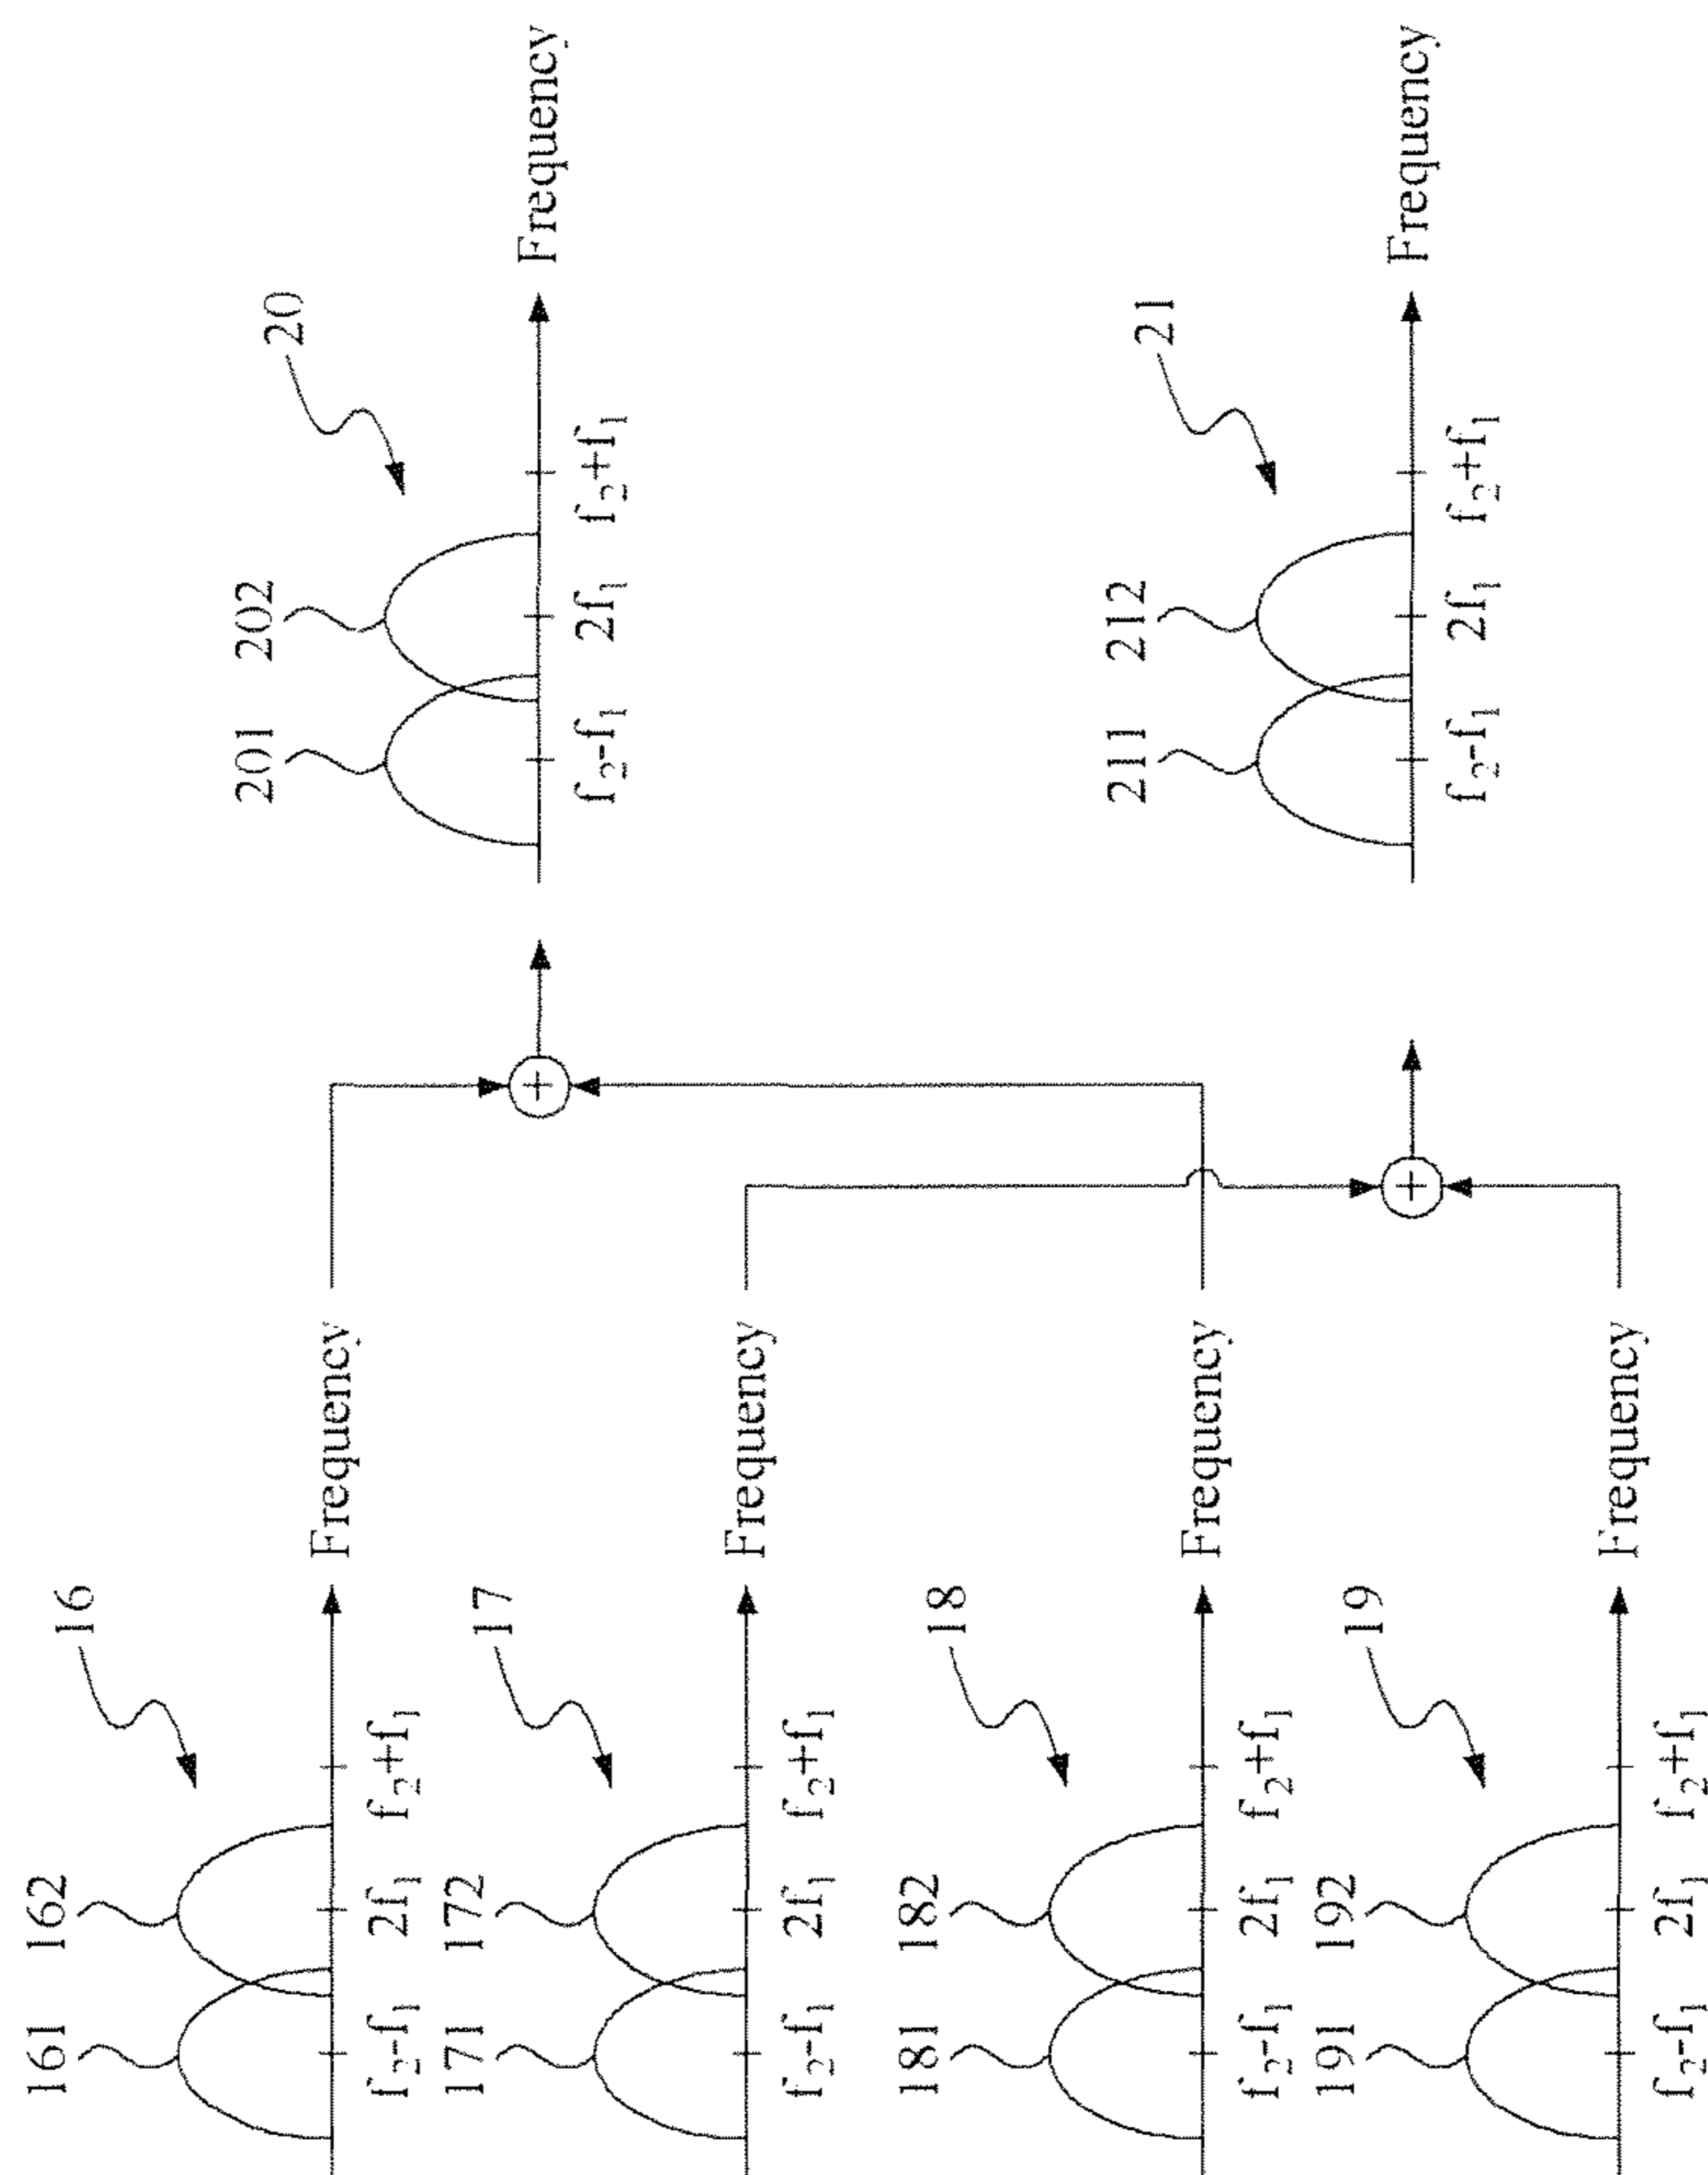 161 162 16
Frequency
f₂-f₁ 2f₁ f₂+f₁
171 172 17
Frequency
f₂-f₁ 2f₁ f₂+f₁
181 182 18
Frequency
f₂-f₁ 2f₁ f₂+f₁
191 192 19
Frequency
f₂-f₁ 2f₁ f₂+f₁
+
+
201 202 20
Frequency
f₂-f₁ 2f₁ f₂+f₁
211 212 21
Frequency
f₂-f₁ 2f₁ f₂+f₁